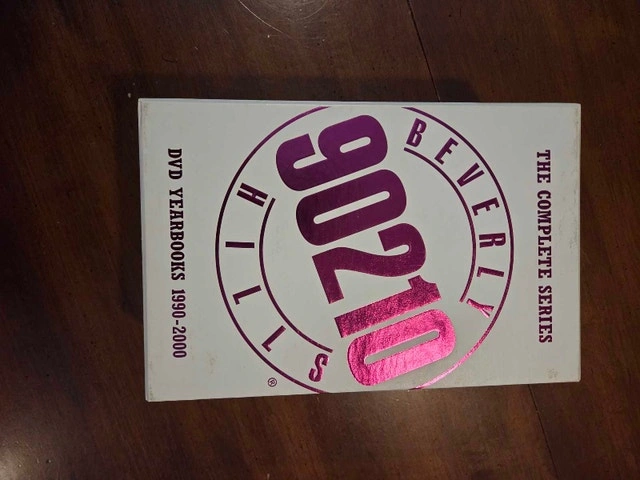 THE COMPLETE SERIES
BEVERLY
90210
HILLS
®
DVD YEARBOOKS 1990-2000